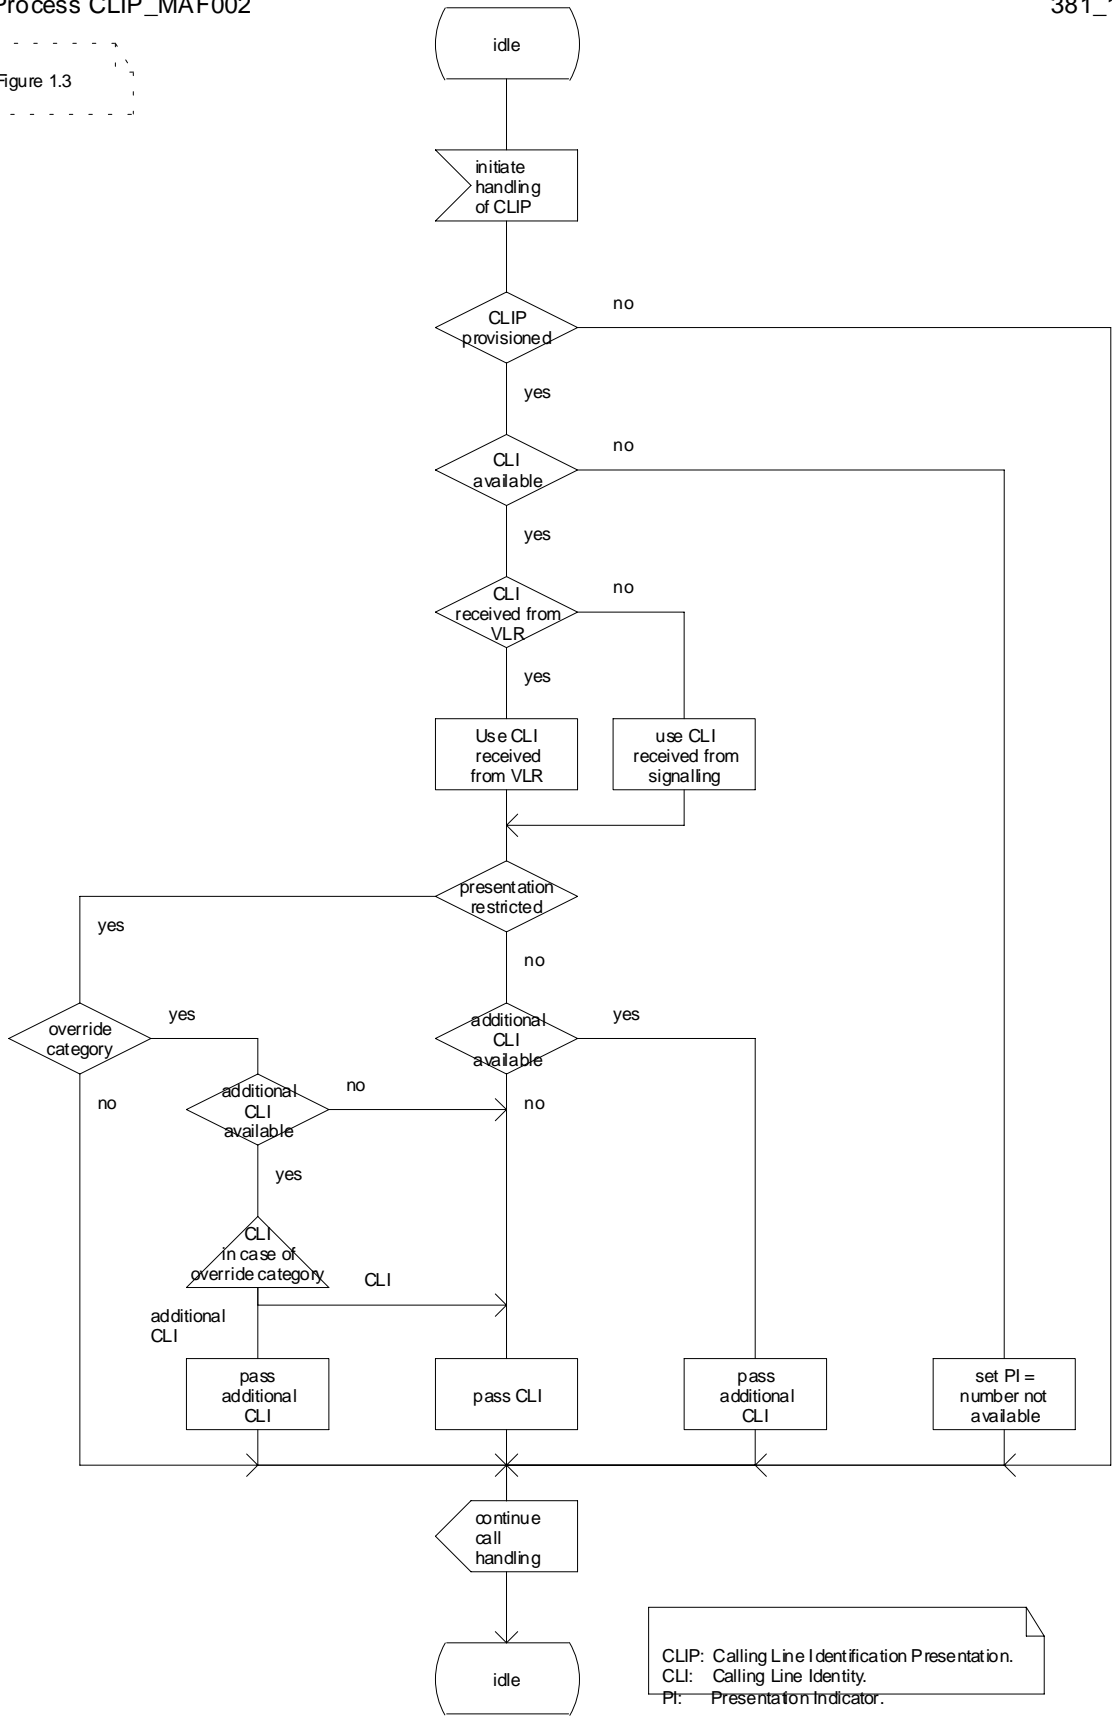 Process CLIP_MAF002
381_1
Figure 1.3
idle
initiate
handling
of CLIP
CLIP
provisioned
no
yes
CLI
available
no
yes
CLI
received from
VLR
no
yes
Use CLI
received
from VLR
use CLI
received from
signalling
presentation
restricted
yes
no
override
category
yes
no
additional
CLI
available
yes
no
additional
CLI
available
no
yes
CLI
in case of
override category
CLI
additional
CLI
pass
additional
CLI
pass CLI
pass
additional
CLI
set PI =
number not
available
continue
call
handling
idle
CLIP: Calling Line Identification Presentation.
CLI: Calling Line Identity.
PI: Presentation Indicator.